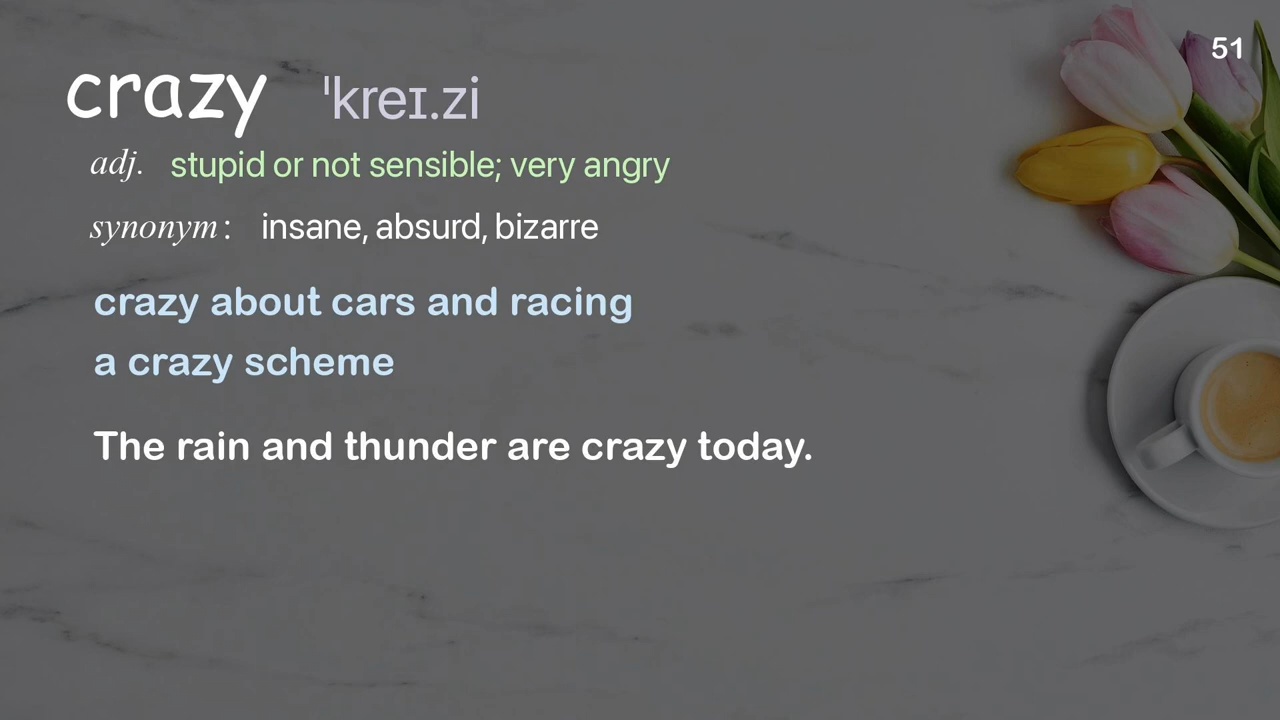 51
crazy ˈkreɪ.zi
adj. stupid or not sensible; very angry
synonym: insane, absurd, bizarre
crazy about cars and racing
a crazy scheme
The rain and thunder are crazy today.